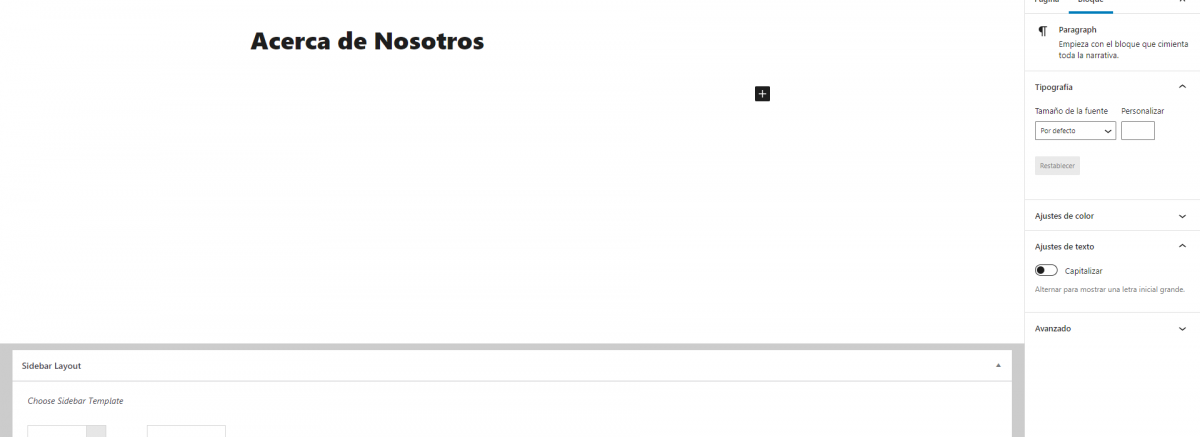 Página Bloque
Acerca de Nosotros
Paragraph
Empieza con el bloque que cimienta
toda la narrativa.
Tipografía
Tamaño de la fuente Personalizar
Por defecto
Restablecer
Ajustes de color
Ajustes de texto
Capitalizar
Alternar para mostrar una letra inicial grande.
Avanzado
Sidebar Layout
Choose Sidebar Template